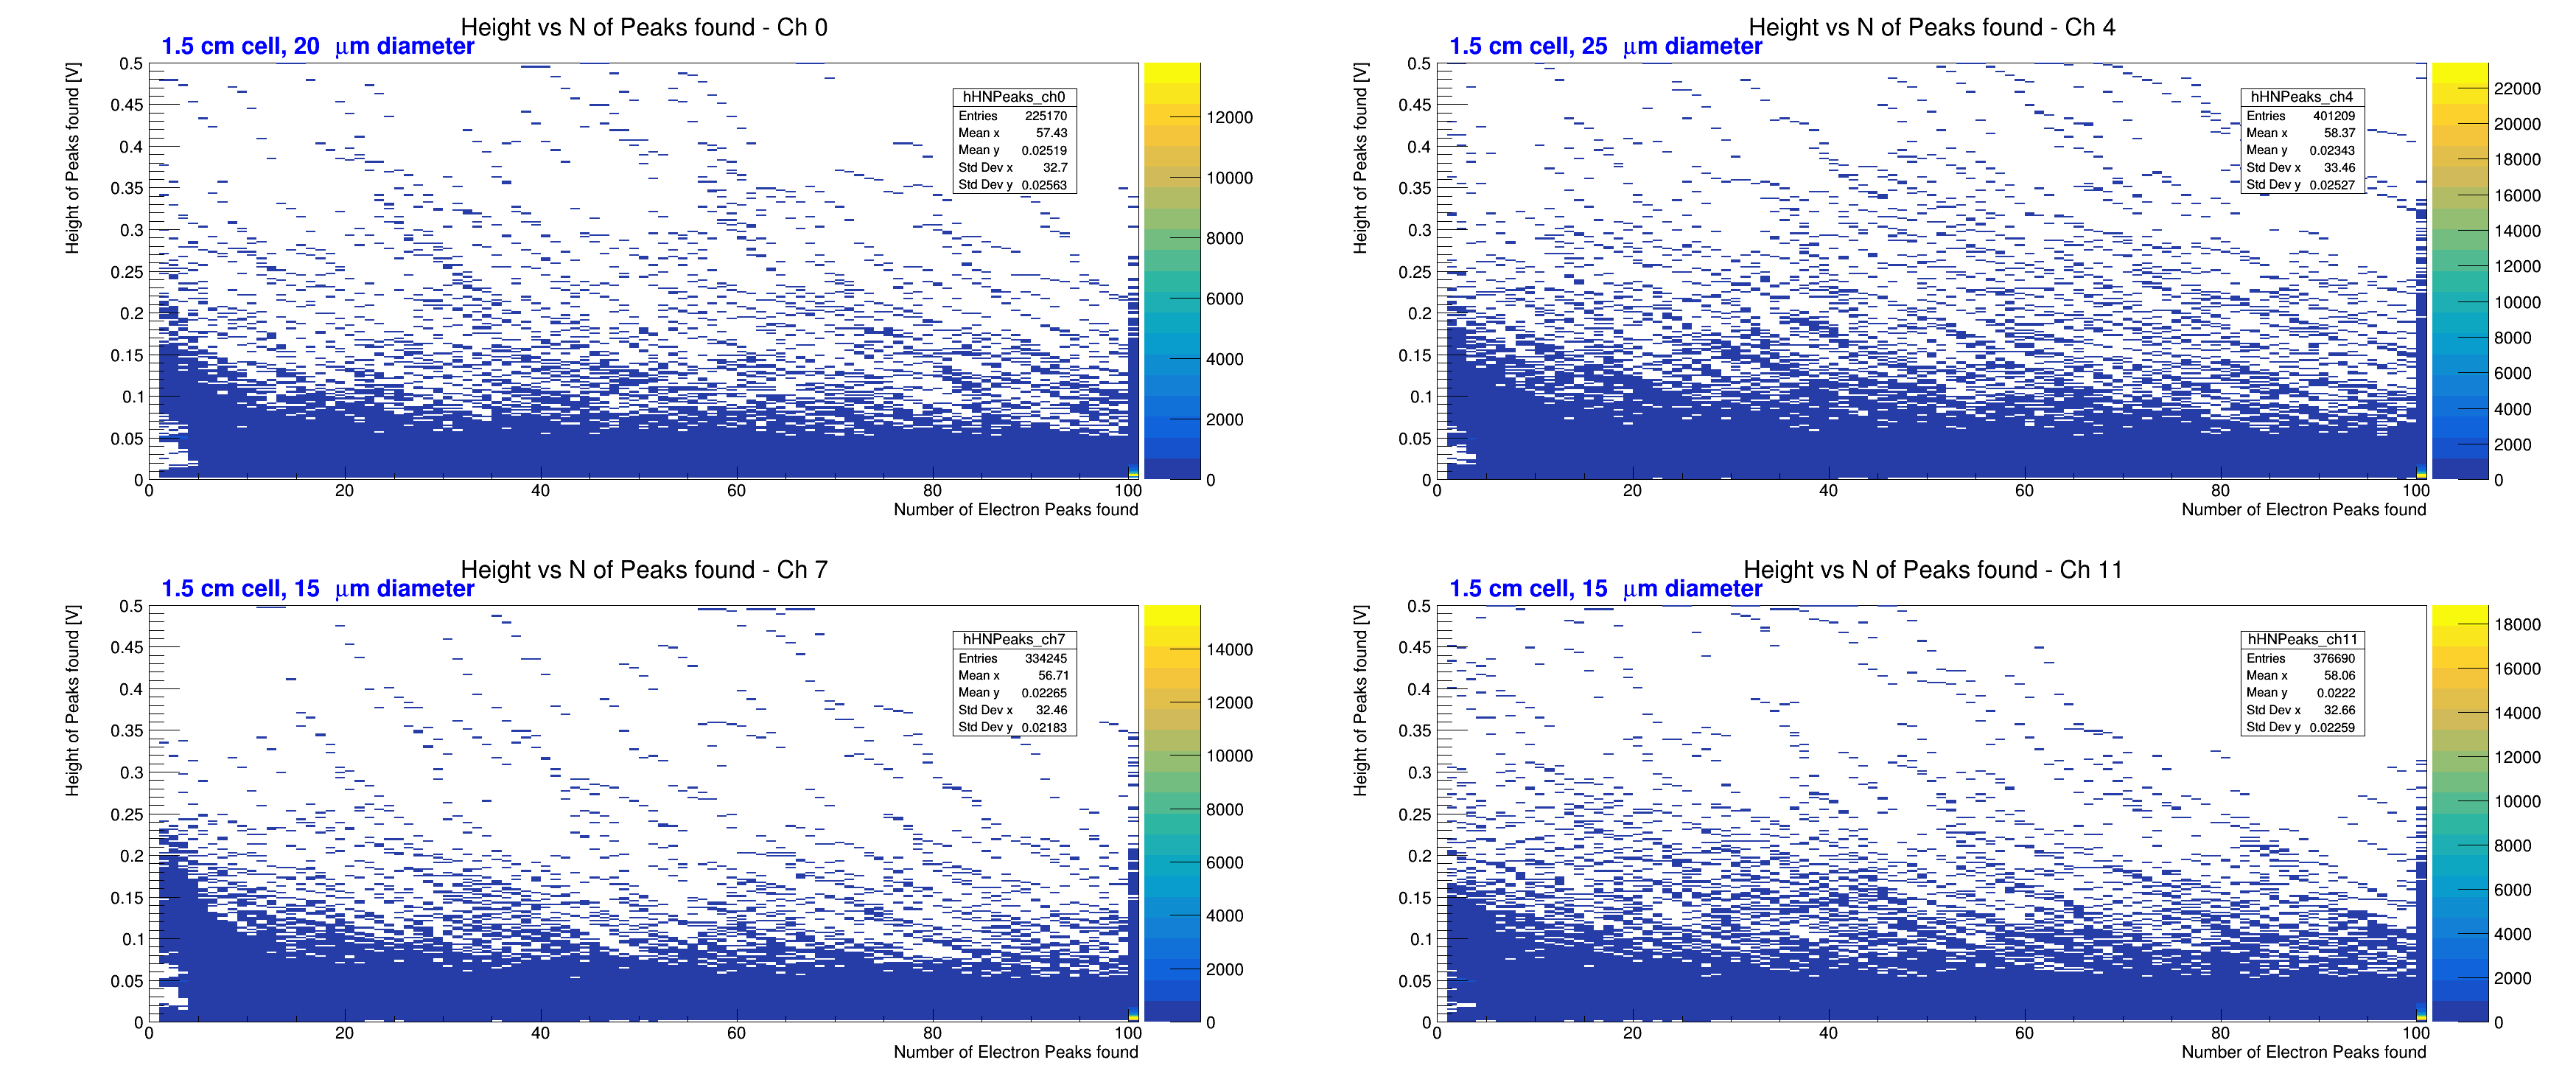 Height vs N of Peaks found - Ch 0
1.5 cm cell, 20 μm diameter
Height of Peaks found [V]
0.5
0.45
0.4
0.35
0.3
0.25
0.2
0.15
0.1
0.05
0
hHNPeaks_ch0
Entries 225170
Mean x 57.43
Mean y 0.02519
Std Dev x 32.7
Std Dev y 0.02563
12000
10000
8000
6000
4000
2000
0
0 20 40 60 80 100
Number of Electron Peaks found
Height vs N of Peaks found - Ch 4
1.5 cm cell, 25 μm diameter
Height of Peaks found [V]
0.5
0.45
0.4
0.35
0.3
0.25
0.2
0.15
0.1
0.05
0
hHNPeaks_ch4
Entries 401209
Mean x 58.37
Mean y 0.02343
Std Dev x 33.46
Std Dev y 0.02527
22000
20000
18000
16000
14000
12000
10000
8000
6000
4000
2000
0
0 20 40 60 80 100
Number of Electron Peaks found
Height vs N of Peaks found - Ch 7
1.5 cm cell, 15 μm diameter
Height of Peaks found [V]
0.5
0.45
0.4
0.35
0.3
0.25
0.2
0.15
0.1
0.05
0
hHNPeaks_ch7
Entries 334245
Mean x 56.71
Mean y 0.02265
Std Dev x 32.46
Std Dev y 0.02183
14000
12000
10000
8000
6000
4000
2000
0
0 20 40 60 80 100
Number of Electron Peaks found
Height vs N of Peaks found - Ch 11
1.5 cm cell, 15 μm diameter
Height of Peaks found [V]
0.5
0.45
0.4
0.35
0.3
0.25
0.2
0.15
0.1
0.05
0
hHNPeaks_ch11
Entries 376690
Mean x 58.06
Mean y 0.0222
Std Dev x 32.66
Std Dev y 0.02259
18000
16000
14000
12000
10000
8000
6000
4000
2000
0
0 20 40 60 80 100
Number of Electron Peaks found